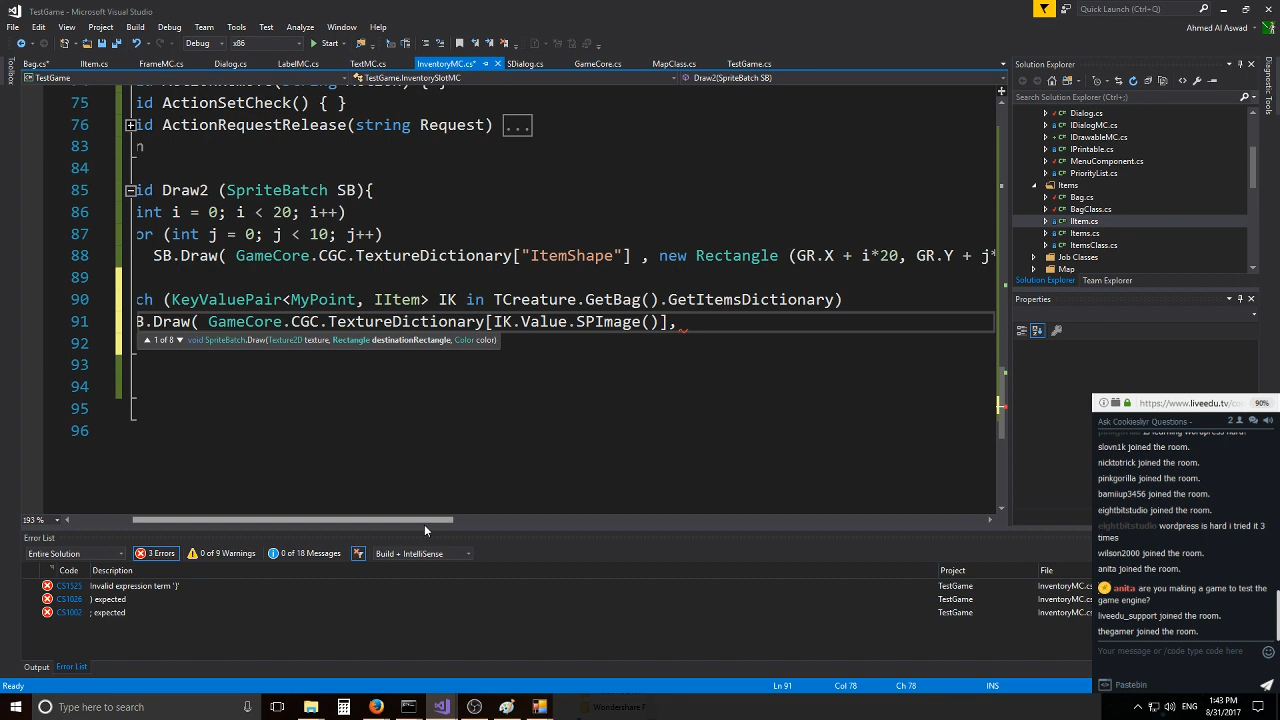 TestGame - Microsoft Visual Studio
Quick Launch (Ctrl+Q)
File Edit View Project Build Debug Team Tools Architecture Test Analyze Window Help
Ahmed Al Aswad
Debug x86 Start
Bag.cs* IItem.cs FrameMC.cs Dialog.cs LabelMC.cs TextMC.cs InventoryMC.cs* SDialog.cs GameCore.cs MapClass.cs TestGame.cs
TestGame TestGame.InventorySlotMC Draw2(SpriteBatch SB)
Toolbox
75 id ActionSetCheck() { }
76 id ActionRequestRelease(string Request) ...
83 n
84
85 id Draw2 (SpriteBatch SB){
86 int i = 0; i < 20; i++)
87 or (int j = 0; j < 10; j++)
88 SB.Draw( GameCore.CGC.TextureDictionary["ItemShape"] , new Rectangle (GR.X + i*20, GR.Y + j*
89
90 ch (KeyValuePair<MyPoint, IItem> IK in TCreature.GetBag().GetItemsDictionary)
91 B.Draw( GameCore.CGC.TextureDictionary[IK.Value.SPImage()],
92 1 of 8 void SpriteBatch.Draw(Texture2D texture, Rectangle destinationRectangle, Color color)
93
94
95
96
193 %
Solution Explorer
Search Solution Explorer (Ctrl+;)
Dialog.cs
IDialogMC.cs
IDrawableMC.cs
IPrintable.cs
MenuComponent.cs
PriorityList.cs
Items
Bag.cs
BagClass.cs
IItem.cs
Items.cs
ItemsClass.cs
Job Classes
Map
Solution Explorer Team Explorer
Properties
Diagnostic Tools
Error List
Entire Solution 3 Errors 0 of 9 Warnings 0 of 18 Messages Build + IntelliSense
Code Description Project File
CS1525 Invalid expression term ')' TestGame InventoryMC.cs
CS1026 ) expected TestGame InventoryMC.cs
CS1002 ; expected TestGame InventoryMC.cs
Output Error List
Ready Ln 91 Col 78 Ch 78 INS
https://www.liveedu.tv/co 90%
Ask Cookiesliyr Questions - 2
slovn1k joined the room.
nicktotrick joined the room.
pinkgorilla joined the room.
bamiiup3456 joined the room.
eightbitstudio joined the room.
eightbitstudio wordpress is hard i tried it 3
times
wilson2000 joined the room.
anita joined the room.
anita are you making a game to test the
game engine?
liveedu_support joined the room.
thegamer joined the room.
Your message or /code type code here
Pastebin
Type here to search
Wondershare F
ENG
1:43 PM
8/31/2017